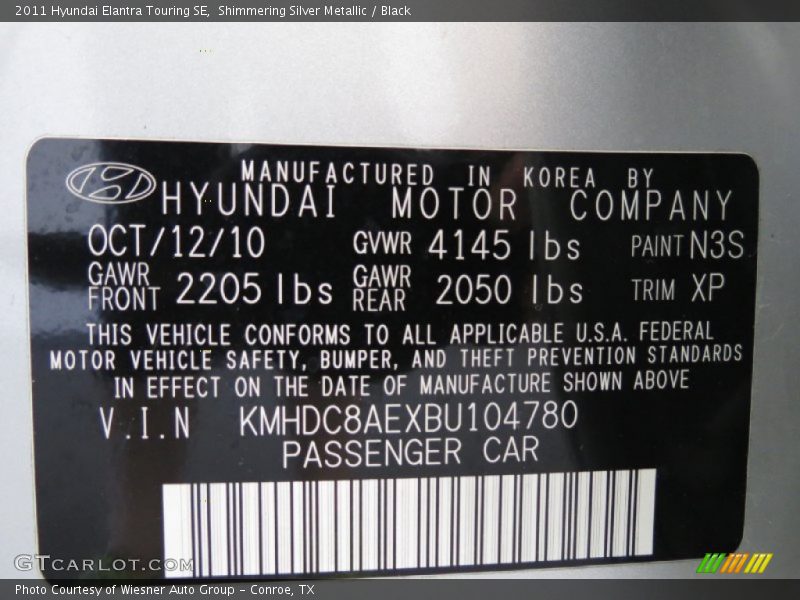 2011 Hyundai Elantra Touring SE, Shimmering Silver Metallic / Black
MANUFACTURED IN KOREA BY
HYUNDAI MOTOR COMPANY
OCT/12/10 GVWR 4145 lbs PAINT N3S
GAWR FRONT 2205 lbs GAWR REAR 2050 lbs TRIM XP
THIS VEHICLE CONFORMS TO ALL APPLICABLE U.S.A. FEDERAL
MOTOR VEHICLE SAFETY, BUMPER, AND THEFT PREVENTION STANDARDS
IN EFFECT ON THE DATE OF MANUFACTURE SHOWN ABOVE
V.I.N KMHDC8AEXBU104780
PASSENGER CAR
GTCARLOT.COM
Photo Courtesy of Wiesner Auto Group - Conroe, TX